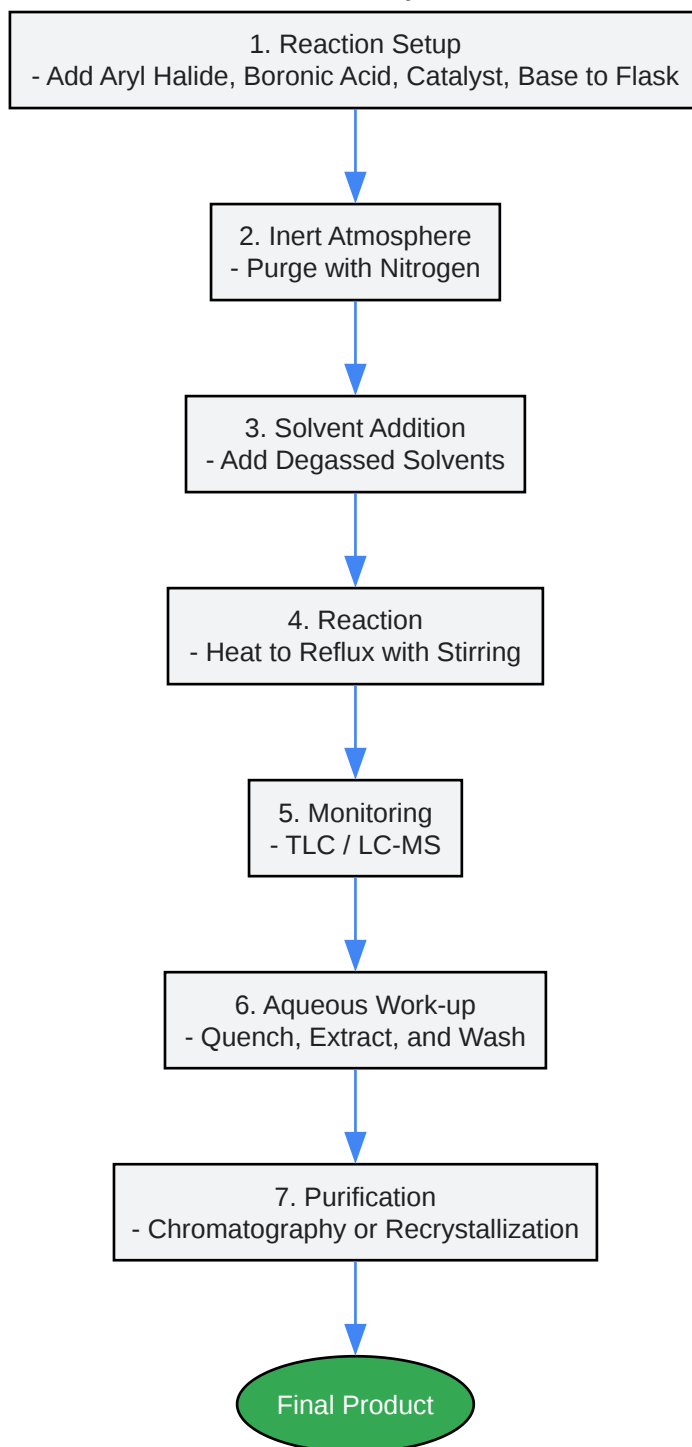 1. Reaction Setup
- Add Aryl Halide, Boronic Acid, Catalyst, Base to Flask
2. Inert Atmosphere
- Purge with Nitrogen
3. Solvent Addition
- Add Degassed Solvents
4. Reaction
- Heat to Reflux with Stirring
5. Monitoring
- TLC / LC-MS
6. Aqueous Work-up
- Quench, Extract, and Wash
7. Purification
- Chromatography or Recrystallization
Final Product